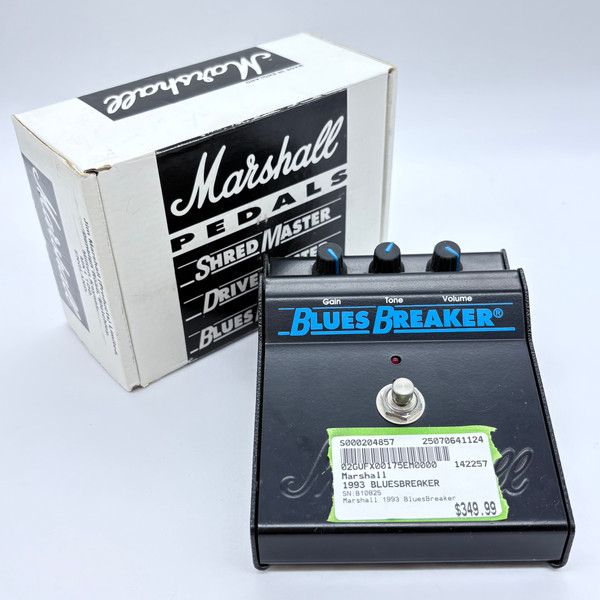 Marshall
Marshall
Marshall
PEDALS
SHRED MASTER
DRIVE
BLUES
Gain Tone Volume
BLUES BREAKER®
S000204857 25070641124
02GUFX00175EM0000 142257
Marshall
1993 BLUESBREAKER
SN:B10825
Marshall 1993 BluesBreaker
$349.99
Marshall